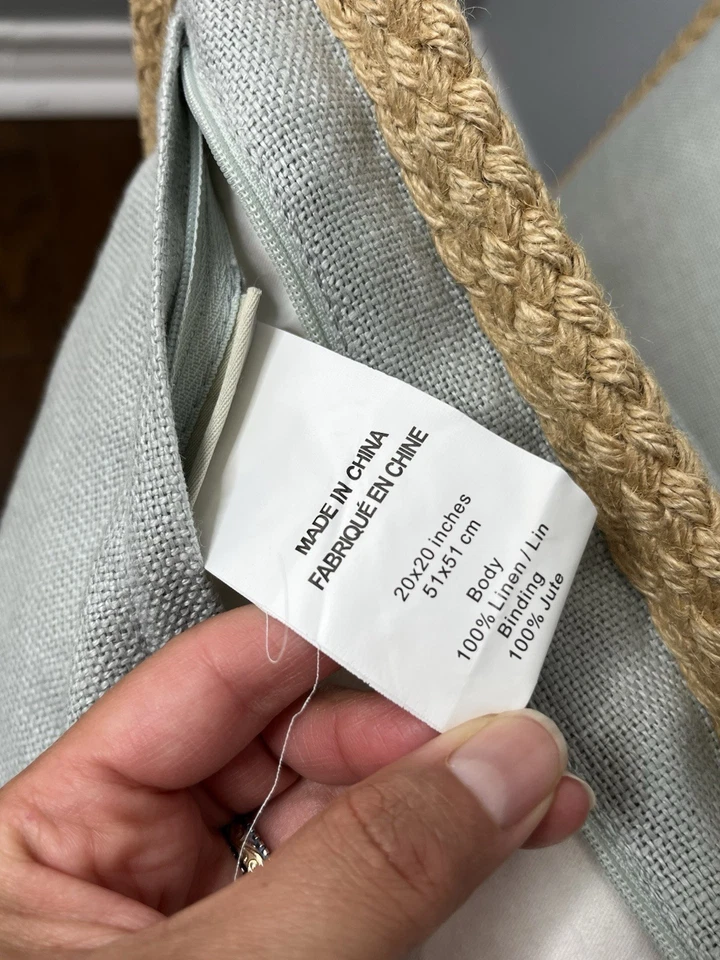 MADE IN CHINA
FABRIQUÉ EN CHINE
20x20 inches
51x51 cm
Body
100% Linen / Lin
Binding
100% Jute